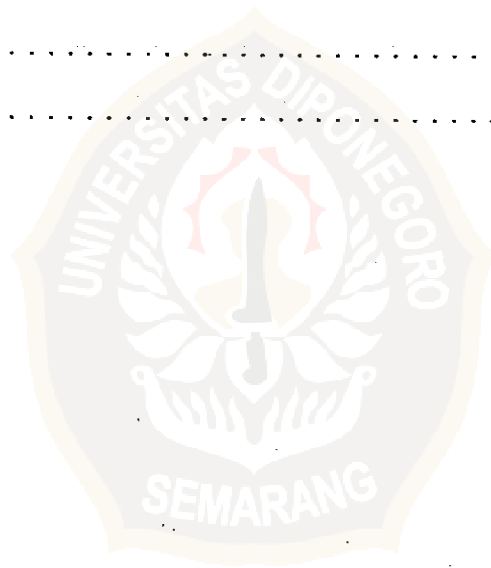 . . . . . . . . . . . . . . . . . . . . . . . . . . .
. . . . . . . . . . . . . . . . . . . . . . . . . . . .
UNIVERSITAS DIPONEGORO
SEMARANG